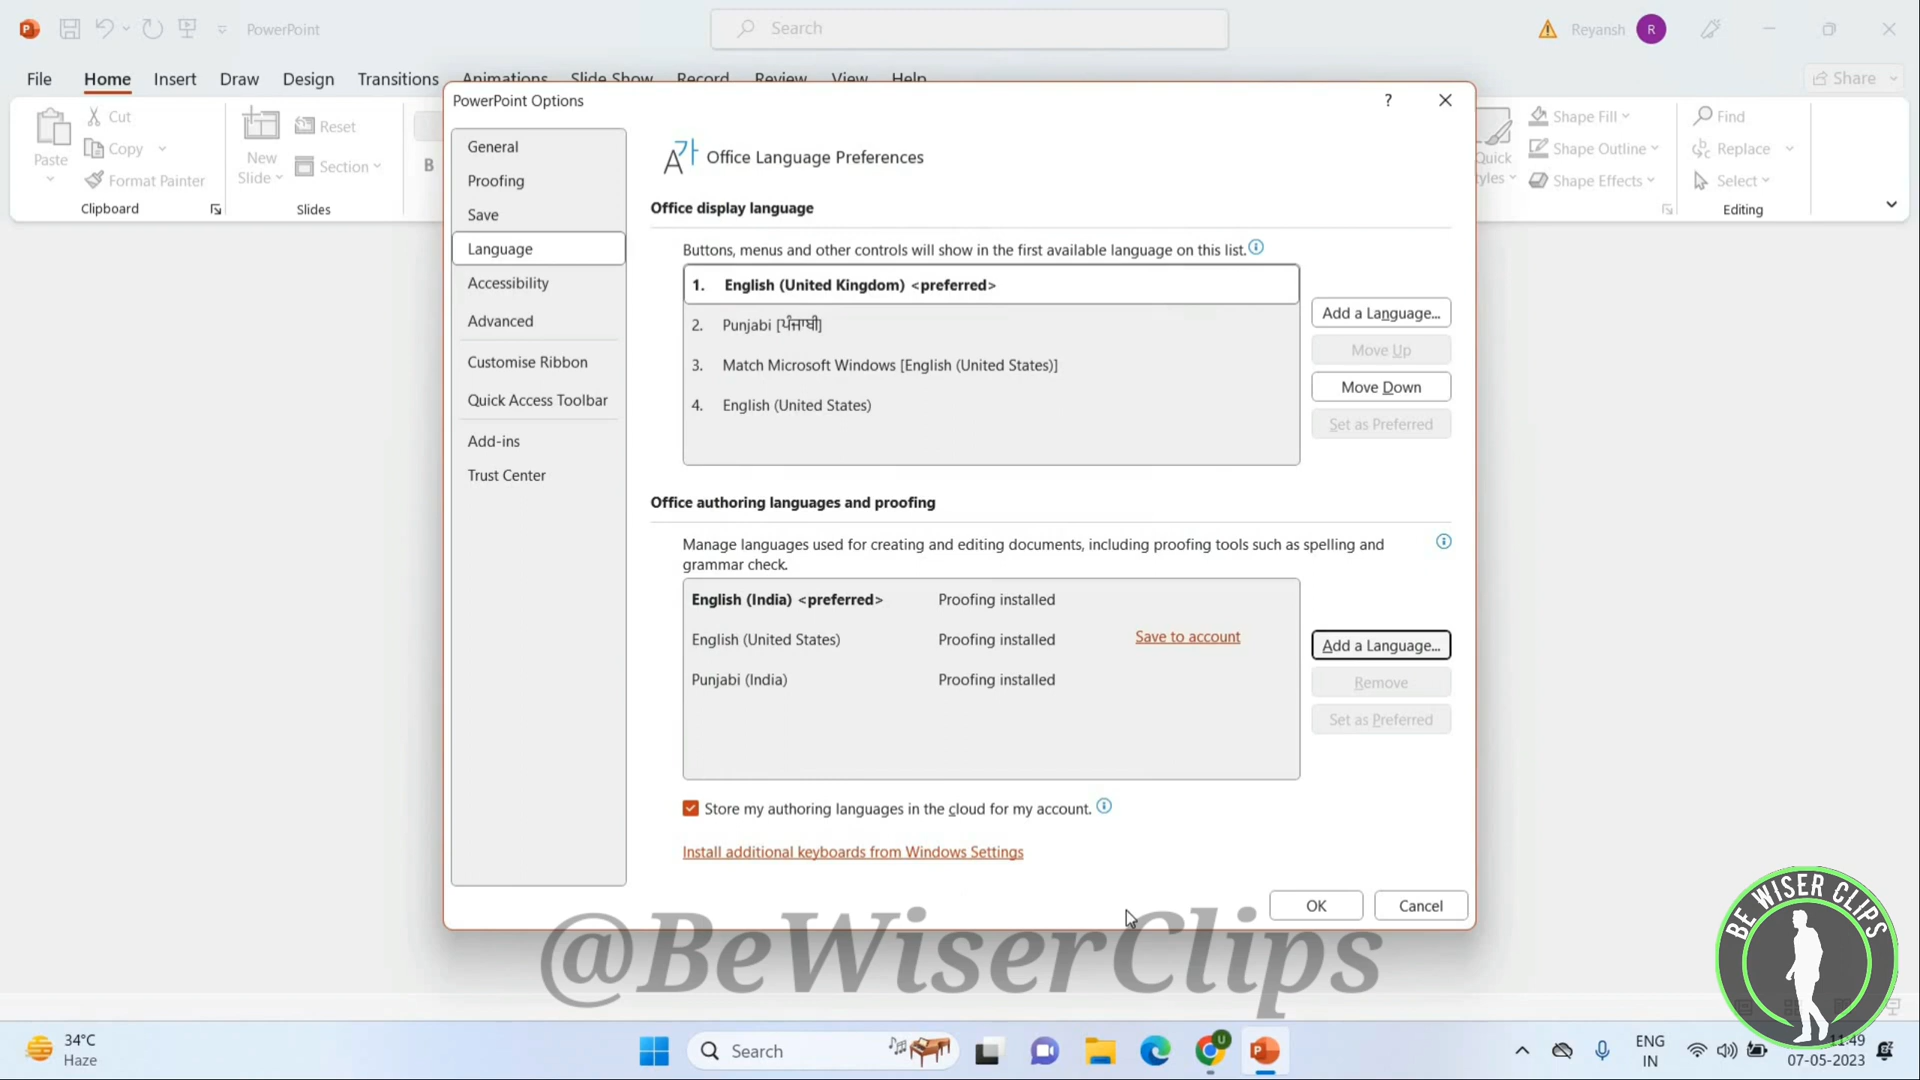 PowerPoint
Search
Reyansh R
File Home Insert Draw Design Transitions Animations Slide Show Record Review View Help
Share
Paste
Cut
Copy
Format Painter
Clipboard
New
Slide
Reset
Section
Slides
B
PowerPoint Options
?
General
Proofing
Save
Language
Accessibility
Advanced
Customise Ribbon
Quick Access Toolbar
Add-ins
Trust Center
Office Language Preferences
Office display language
Buttons, menus and other controls will show in the first available language on this list.
1. English (United Kingdom) <preferred>
2. Punjabi [ਪੰਜਾਬੀ]
3. Match Microsoft Windows [English (United States)]
4. English (United States)
Add a Language...
Move Up
Move Down
Set as Preferred
Office authoring languages and proofing
Manage languages used for creating and editing documents, including proofing tools such as spelling and
grammar check.
English (India) <preferred> Proofing installed
English (United States) Proofing installed Save to account
Punjabi (India) Proofing installed
Add a Language...
Remove
Set as Preferred
Store my authoring languages in the cloud for my account.
Install additional keyboards from Windows Settings
OK Cancel
Quick
Shape Fill
Shape Outline
Shape Effects
Find
Replace
Select
Editing
@BeWiserClips
BE WISER CLIPS
34°C
Haze
Search
U
ENG
IN
11:49
07-05-2023